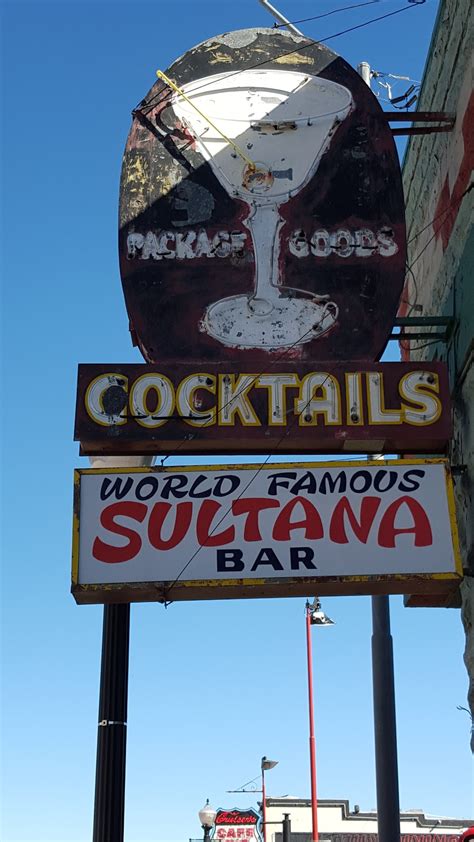 PACKAGE GOODS
COCKTAILS
WORLD FAMOUS
SULTANA
BAR
Cruiser's
CAFE